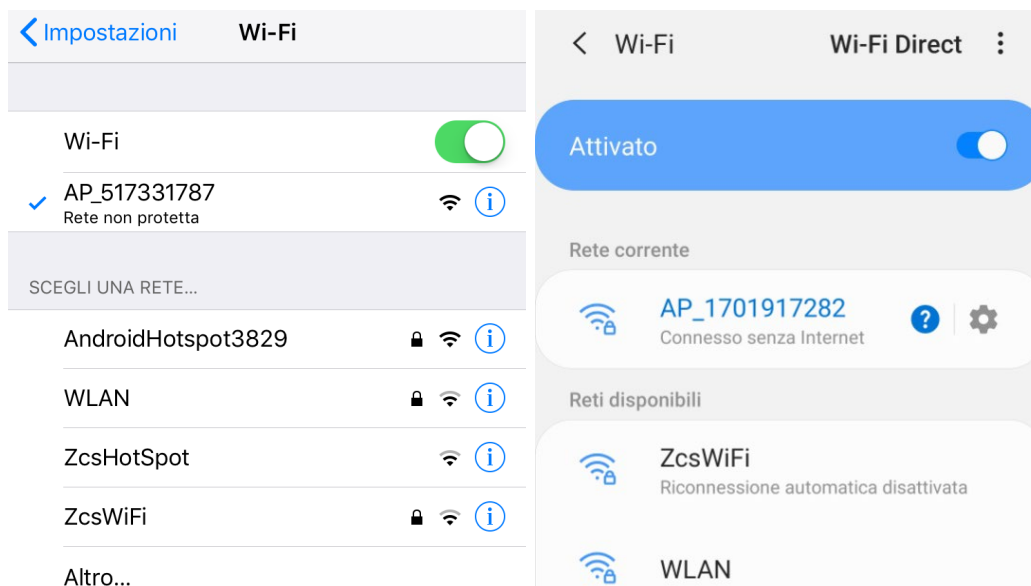 Impostazioni Wi-Fi
Wi-Fi
AP_517331787
Rete non protetta
SCEGLI UNA RETE...
AndroidHotspot3829
WLAN
ZcsHotSpot
ZcsWiFi
Altro...
Wi-Fi Wi-Fi Direct
Attivato
Rete corrente
AP_1701917282
Connesso senza Internet
Reti disponibili
ZcsWiFi
Riconnessione automatica disattivata
WLAN